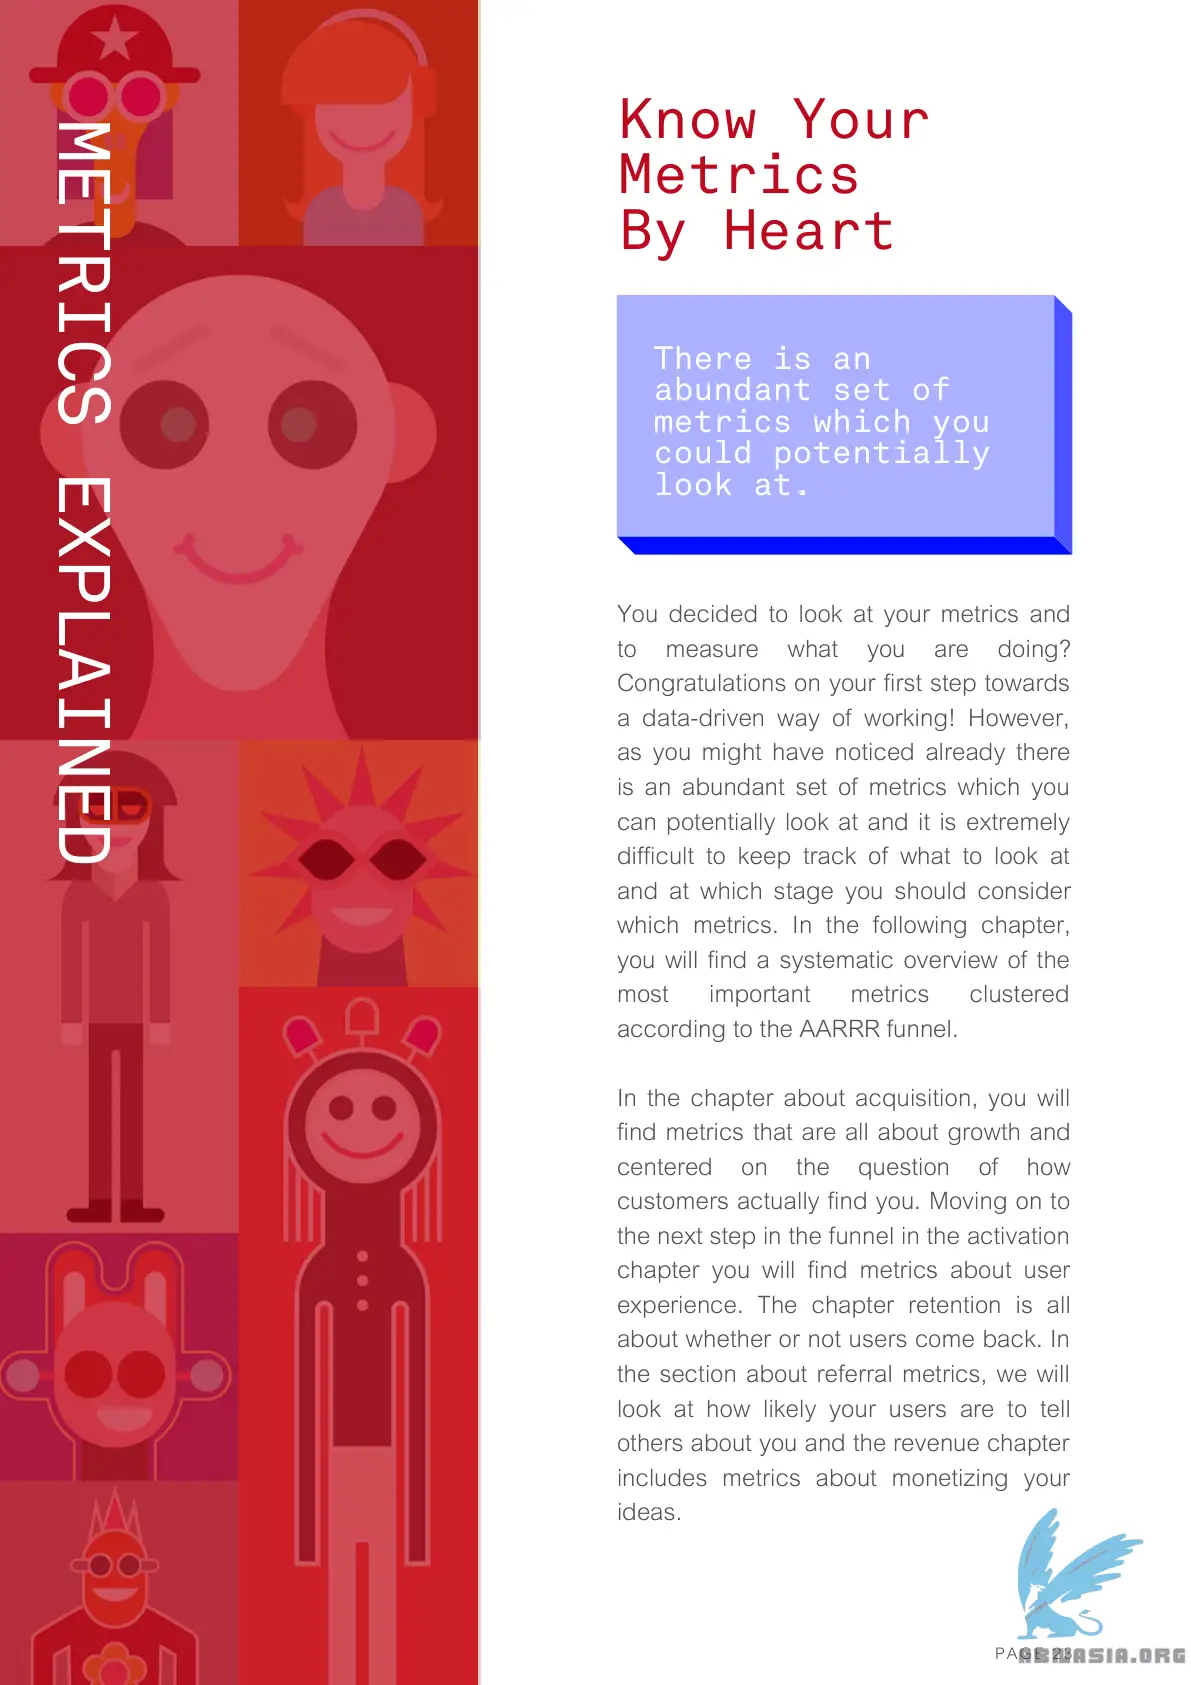 METRICS EXPLAINED
Know Your
Metrics
By Heart
There is an
abundant set of
metrics which you
could potentially
look at.
You decided to look at your metrics and
to measure what you are doing?
Congratulations on your first step towards
a data-driven way of working! However,
as you might have noticed already there
is an abundant set of metrics which you
can potentially look at and it is extremely
difficult to keep track of what to look at
and at which stage you should consider
which metrics. In the following chapter,
you will find a systematic overview of the
most important metrics clustered
according to the AARRR funnel.
In the chapter about acquisition, you will
find metrics that are all about growth and
centered on the question of how
customers actually find you. Moving on to
the next step in the funnel in the activation
chapter you will find metrics about user
experience. The chapter retention is all
about whether or not users come back. In
the section about referral metrics, we will
look at how likely your users are to tell
others about you and the revenue chapter
includes metrics about monetizing your
ideas.
PAGE 23